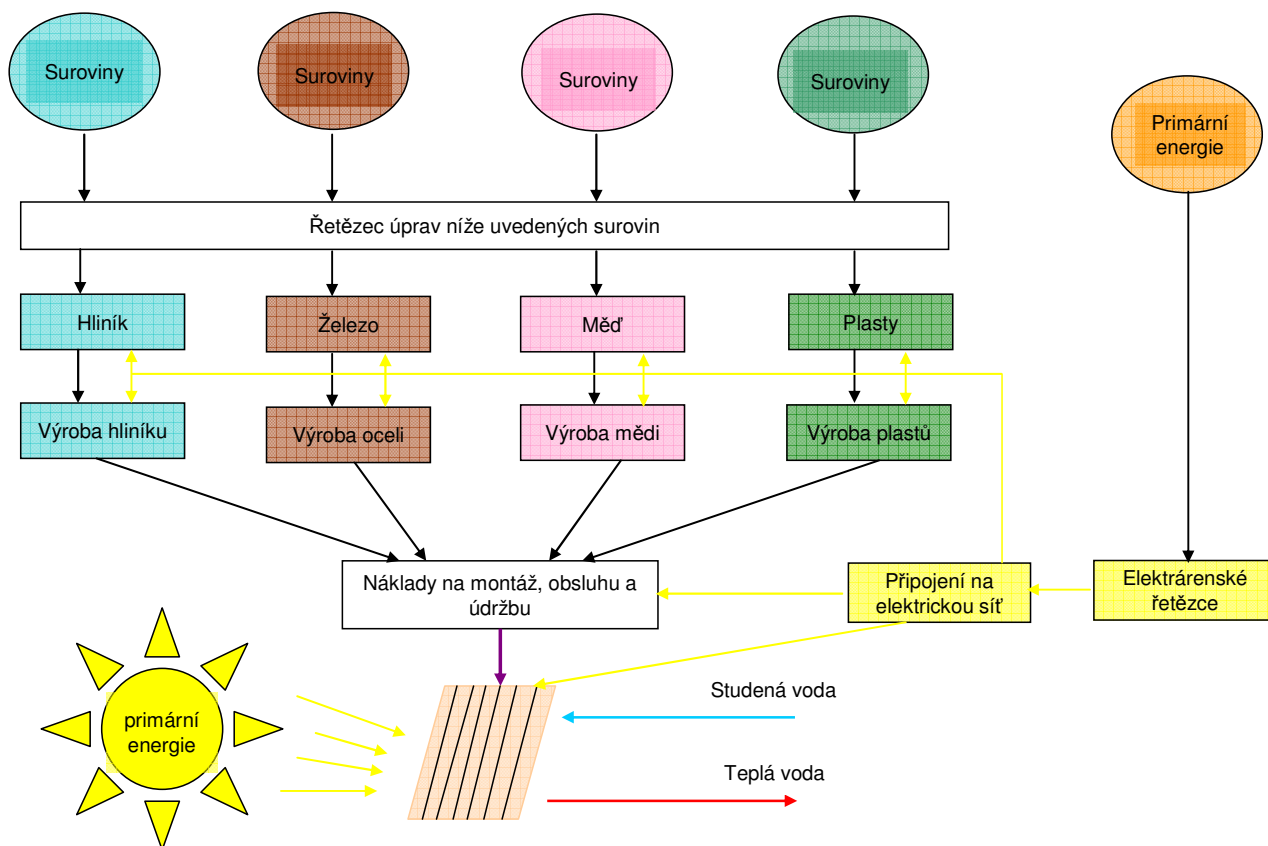 Suroviny
Suroviny
Suroviny
Suroviny
Primární
energie
Řetězec úprav níže uvedených surovin
Hliník
Železo
Měď
Plasty
Výroba hliníku
Výroba oceli
Výroba mědi
Výroba plastů
Náklady na montáž, obsluhu a
údržbu
Připojení na
elektrickou síť
Elektrárenské
řetězce
primární
energie
Studená voda
Teplá voda